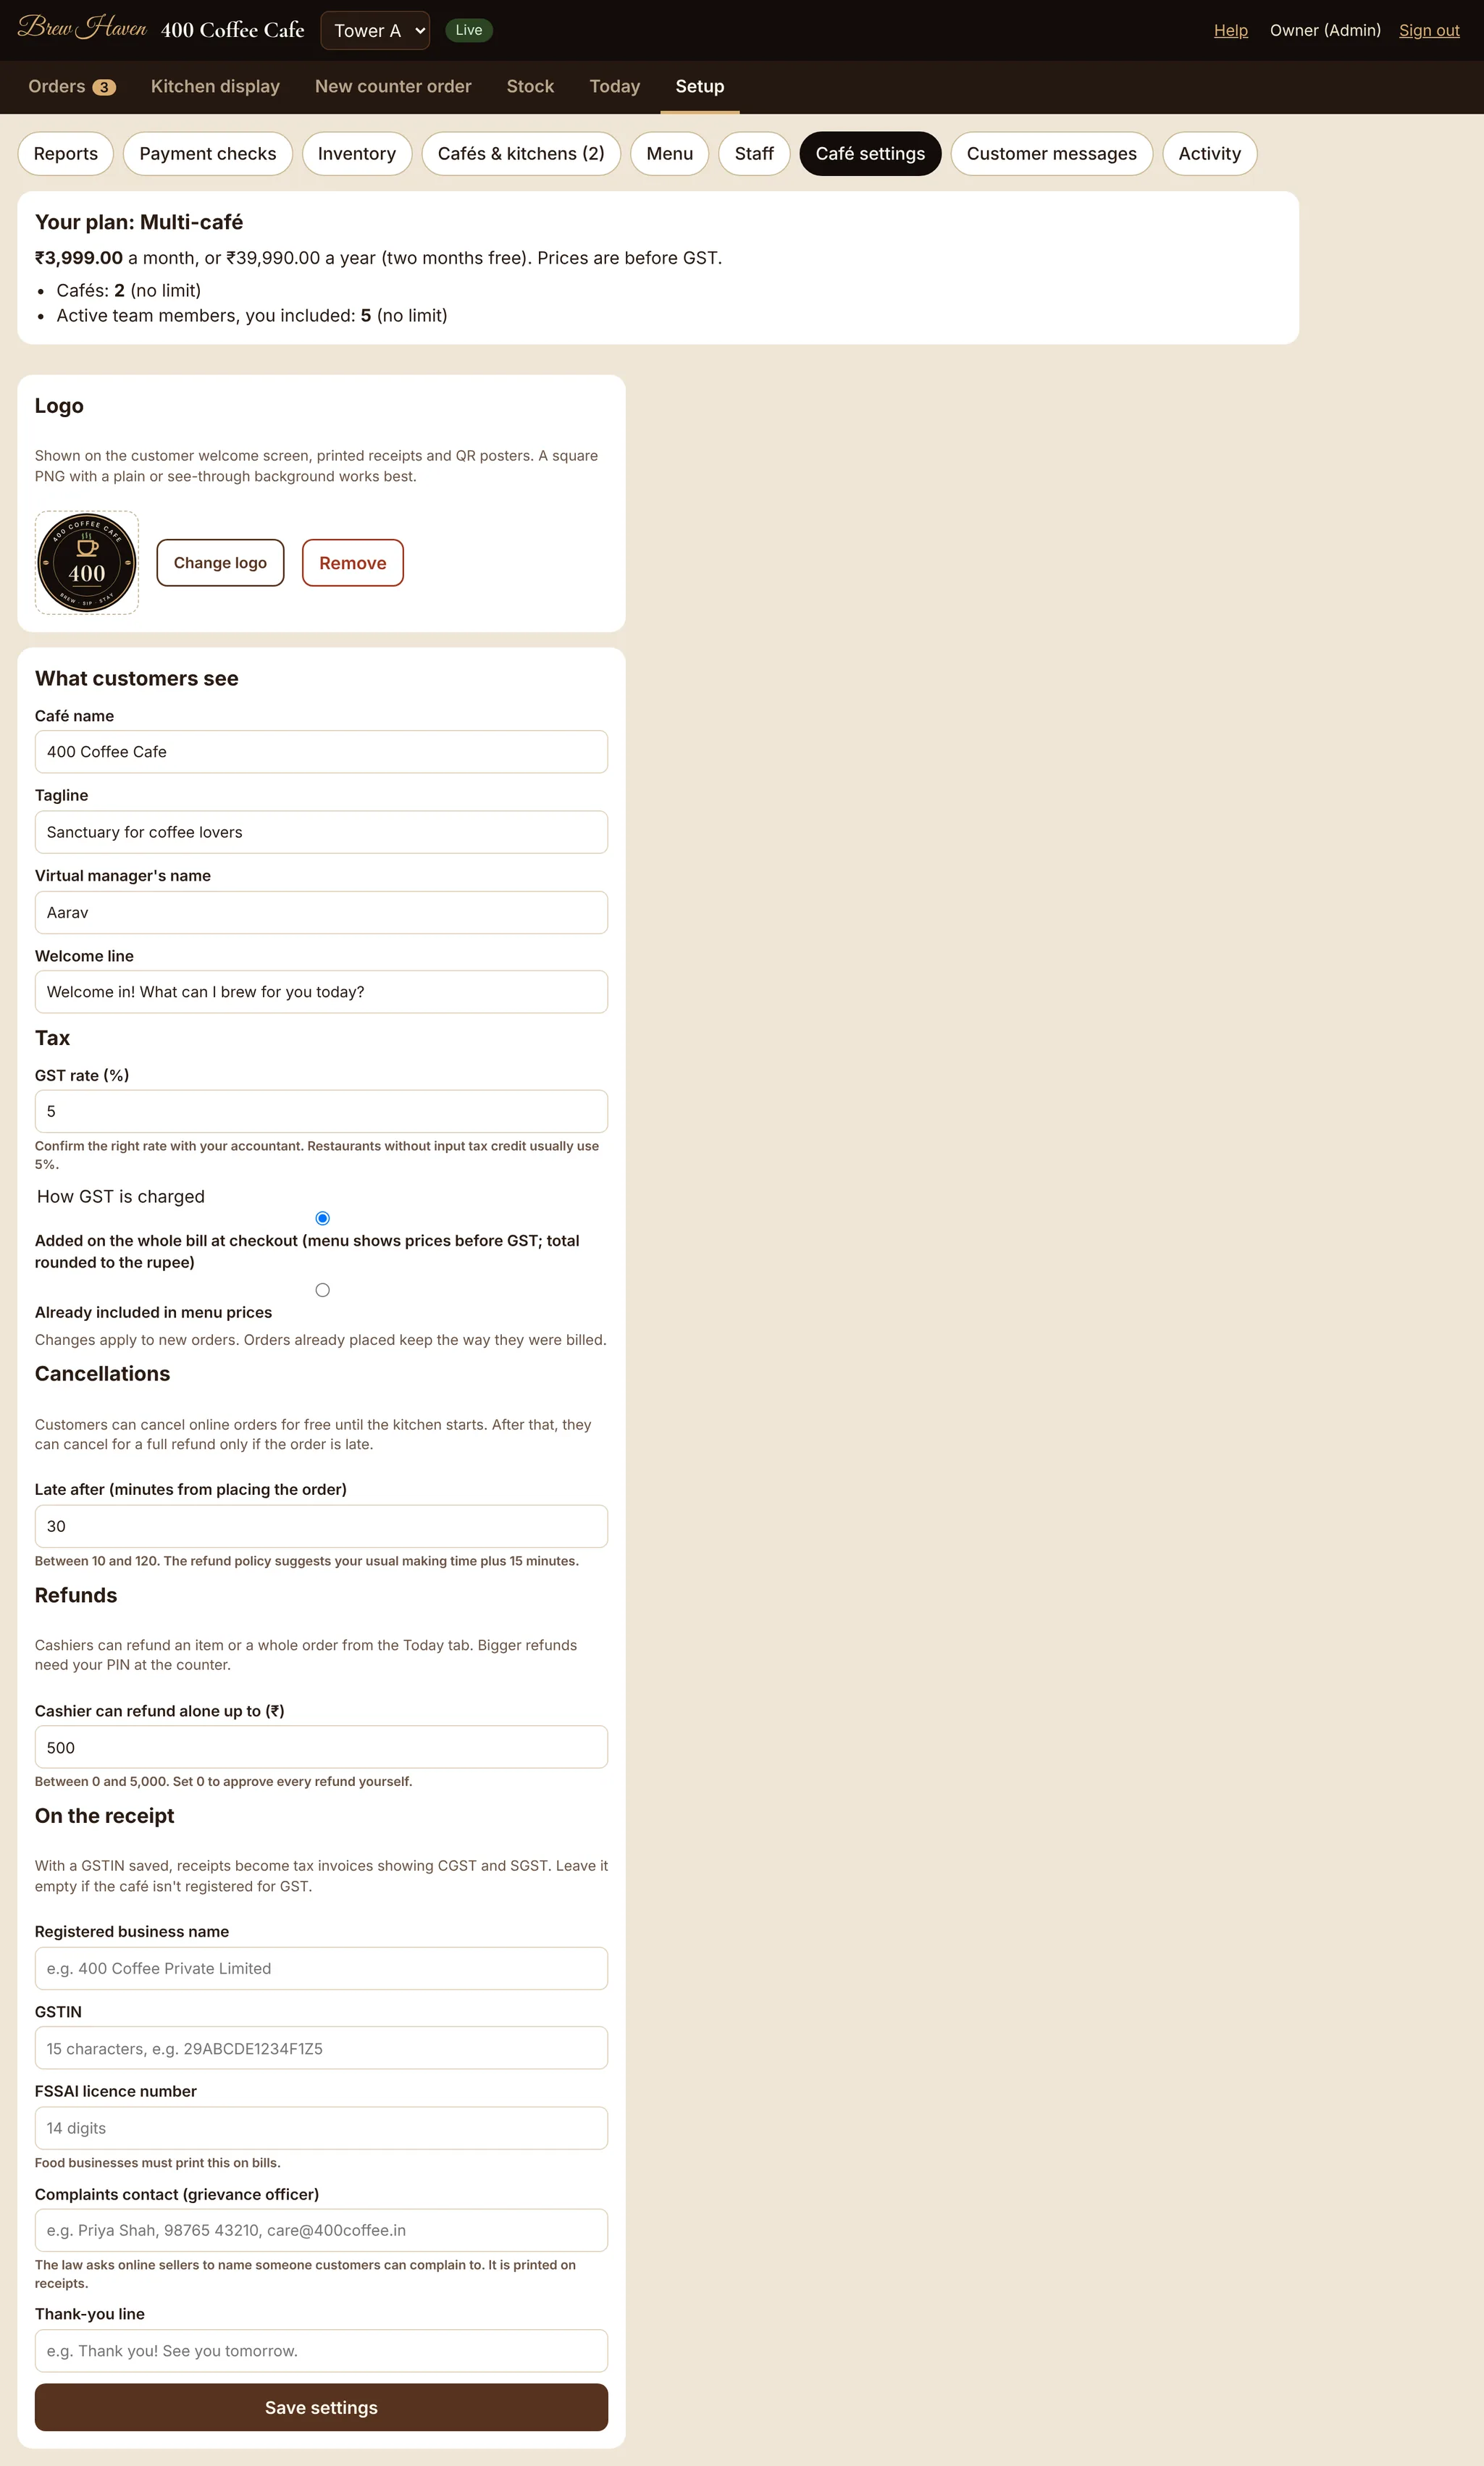 Brew Haven 400 Coffee Cafe Tower A Live Help Owner (Admin) Sign out
Orders 3 Kitchen display New counter order Stock Today Setup
Reports Payment checks Inventory Cafés & kitchens (2) Menu Staff Café settings Customer messages Activity
Your plan: Multi-café
₹3,999.00 a month, or ₹39,990.00 a year (two months free). Prices are before GST.
• Cafés: 2 (no limit)
• Active team members, you included: 5 (no limit)
Logo
Shown on the customer welcome screen, printed receipts and QR posters. A square
PNG with a plain or see-through background works best.
400 COFFEE CAFE
400
BREW · SIP · STAY
Change logo Remove
What customers see
Café name
400 Coffee Cafe
Tagline
Sanctuary for coffee lovers
Virtual manager's name
Aarav
Welcome line
Welcome in! What can I brew for you today?
Tax
GST rate (%)
5
Confirm the right rate with your accountant. Restaurants without input tax credit usually use
5%.
How GST is charged
Added on the whole bill at checkout (menu shows prices before GST; total
rounded to the rupee)
Already included in menu prices
Changes apply to new orders. Orders already placed keep the way they were billed.
Cancellations
Customers can cancel online orders for free until the kitchen starts. After that, they
can cancel for a full refund only if the order is late.
Late after (minutes from placing the order)
30
Between 10 and 120. The refund policy suggests your usual making time plus 15 minutes.
Refunds
Cashiers can refund an item or a whole order from the Today tab. Bigger refunds
need your PIN at the counter.
Cashier can refund alone up to (₹)
500
Between 0 and 5,000. Set 0 to approve every refund yourself.
On the receipt
With a GSTIN saved, receipts become tax invoices showing CGST and SGST. Leave it
empty if the café isn't registered for GST.
Registered business name
e.g. 400 Coffee Private Limited
GSTIN
15 characters, e.g. 29ABCDE1234F1Z5
FSSAI licence number
14 digits
Food businesses must print this on bills.
Complaints contact (grievance officer)
e.g. Priya Shah, 98765 43210, care@400coffee.in
The law asks online sellers to name someone customers can complain to. It is printed on
receipts.
Thank-you line
e.g. Thank you! See you tomorrow.
Save settings